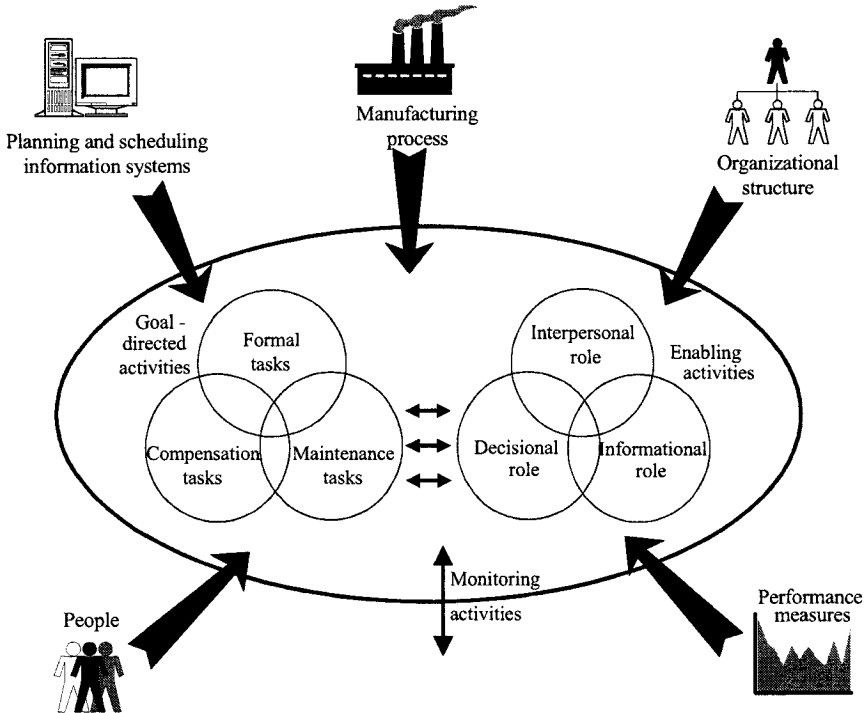 Manufacturing
process
Planning and scheduling
information systems
Organizational
structure
Goal -
directed
activities
Formal
tasks
Compensation
tasks
Maintenance
tasks
Interpersonal
role
Enabling
activities
Decisional
role
Informational
role
Monitoring
activities
People
Performance
measures